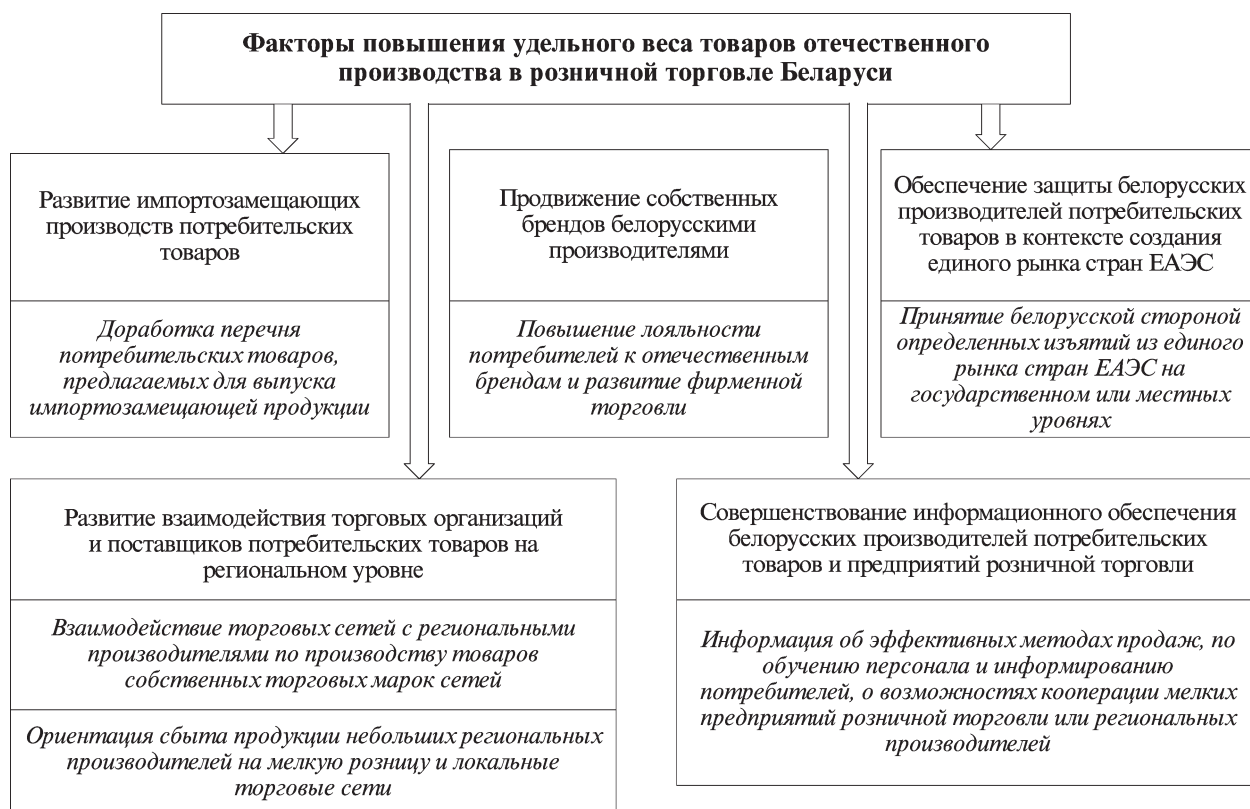 Факторы повышения удельного веса товаров отечественного
производства в розничной торговле Беларуси
Развитие импортозамещающих
производств потребительских
товаров
Доработка перечня
потребительских товаров,
предлагаемых для выпуска
импортозамещающей продукции
Продвижение собственных
брендов белорусскими
производителями
Повышение лояльности
потребителей к отечественным
брендам и развитие фирменной
торговли
Обеспечение защиты белорусских
производителей потребительских
товаров в контексте создания
единого рынка стран ЕАЭС
Принятие белорусской стороной
определенных изъятий из единого
рынка стран ЕАЭС на
государственном или местных
уровнях
Развитие взаимодействия торговых организаций
и поставщиков потребительских товаров на
региональном уровне
Взаимодействие торговых сетей с региональными
производителями по производству товаров
собственных торговых марок сетей
Ориентация сбыта продукции небольших региональных
производителей на мелкую розницу и локальные
торговые сети
Совершенствование информационного обеспечения
белорусских производителей потребительских
товаров и предприятий розничной торговли
Информация об эффективных методах продаж, по
обучению персонала и информированию
потребителей, о возможностях кооперации мелких
предприятий розничной торговли или региональных
производителей